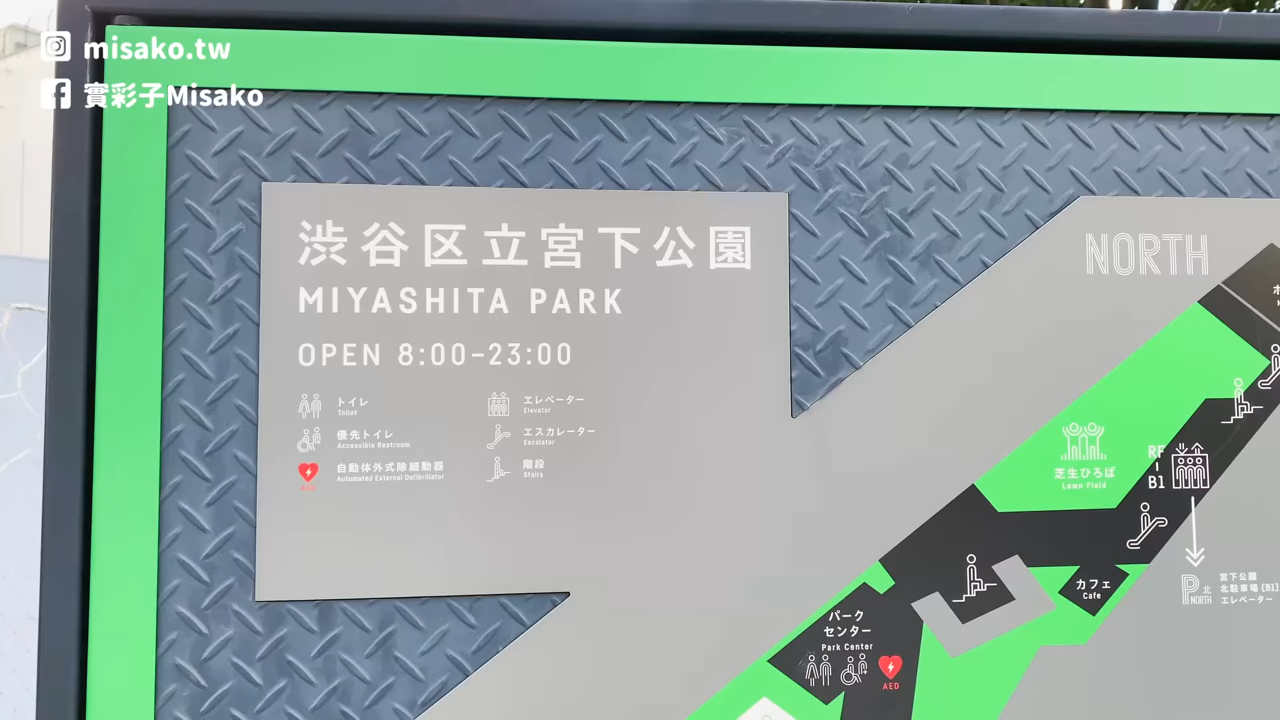 misako.tw
實彩子Misako
渋谷区立宮下公園
MIYASHITA PARK
OPEN 8:00-23:00
トイレ
Toilet
優先トイレ
Accessible Restroom
自動体外式除細動器
Automated External Defibrillator
AED
エレベーター
Elevator
エスカレーター
Escalator
階段
Stairs
NORTH
芝生ひろば
Lawn Field
RF
B1
カフェ
Cafe
P北
NORTH
宮下公園
北駐車場[B1]
エレベーター
パーク
センター
Park Center
AED